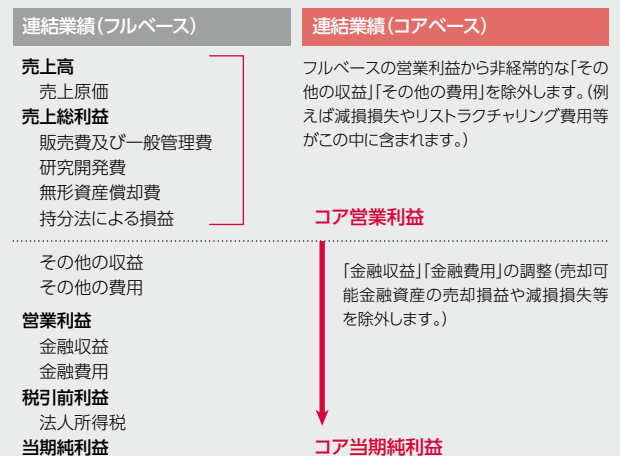 連結業績（フルベース）
売上高
売上原価
売上総利益
販売費及び一般管理費
研究開発費
無形資産償却費
持分法による損益
その他の収益
その他の費用
営業利益
金融収益
金融費用
税引前利益
法人所得税
当期純利益
連結業績（コアベース）
フルベースの営業利益から非経常的な「その
他の収益」「その他の費用」を除外します。（例
えば減損損失やリストラクチャリング費用等
がこの中に含まれます。）
コア営業利益
「金融収益」「金融費用」の調整（売却可
能金融資産の売却損益や減損損失等
を除外します。）
コア当期純利益